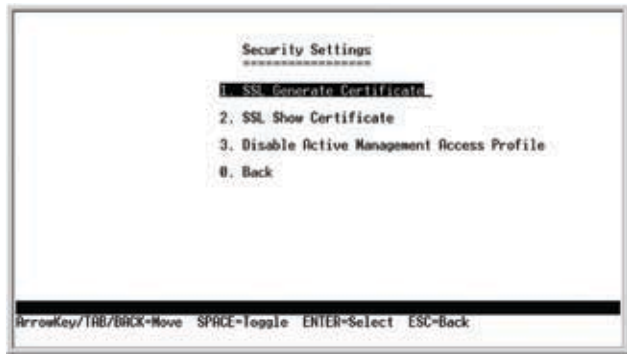 Security Settings
=================
1. SSL Generate Certificate
2. SSL Show Certificate
3. Disable Active Management Access Profile
0. Back
ArrowKey/TAB/BACK=Move  SPACE=Toggle  ENTER=Select  ESC=Back